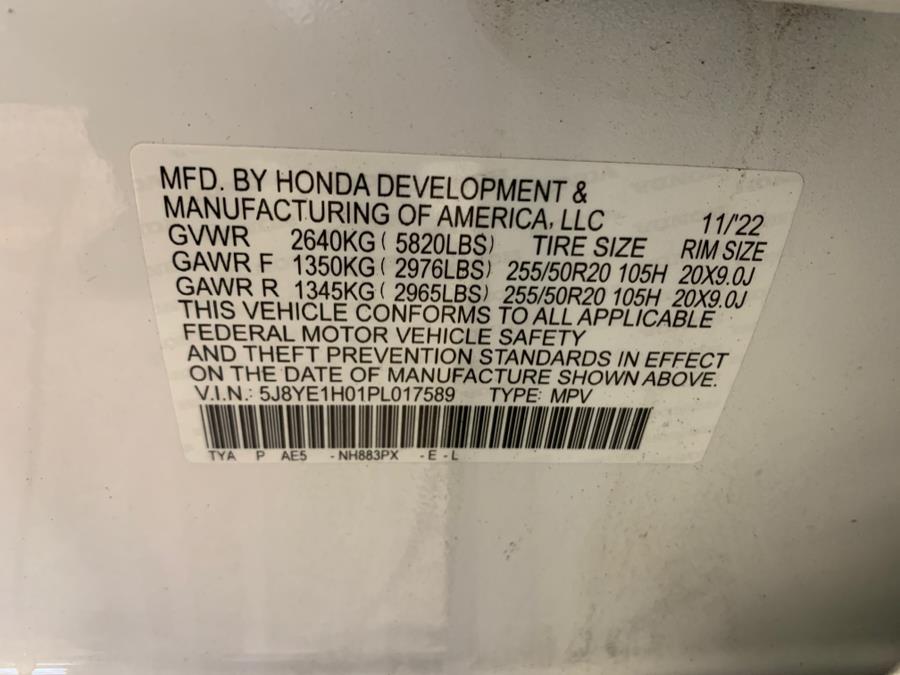 MFD. BY HONDA DEVELOPMENT &
MANUFACTURING OF AMERICA, LLC 11/'22
GVWR 2640KG ( 5820LBS) TIRE SIZE RIM SIZE
GAWR F 1350KG ( 2976LBS) 255/50R20 105H 20X9.0J
GAWR R 1345KG ( 2965LBS) 255/50R20 105H 20X9.0J
THIS VEHICLE CONFORMS TO ALL APPLICABLE
FEDERAL MOTOR VEHICLE SAFETY
AND THEFT PREVENTION STANDARDS IN EFFECT
ON THE DATE OF MANUFACTURE SHOWN ABOVE.
V.I.N.: 5J8YE1H01PL017589 TYPE: MPV
TYA P AE5 - NH883PX - E - L